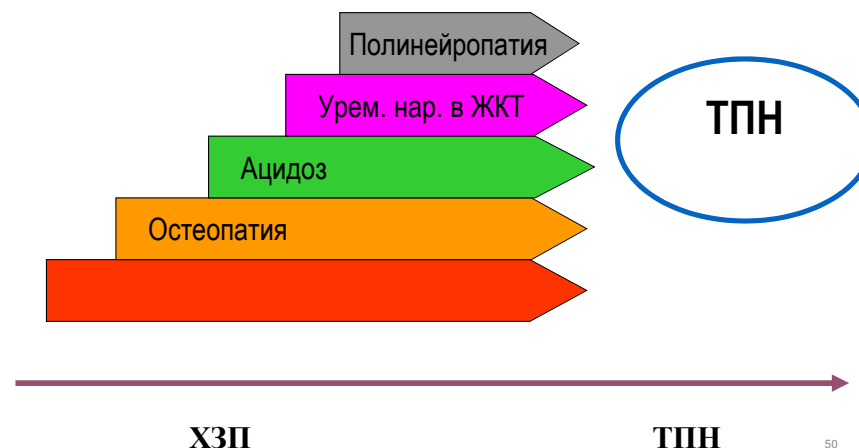 Полинейропатия
Урем. нар. в ЖКТ
ТПН
Ацидоз
Остеопатия
ХЗП
ТПН
50